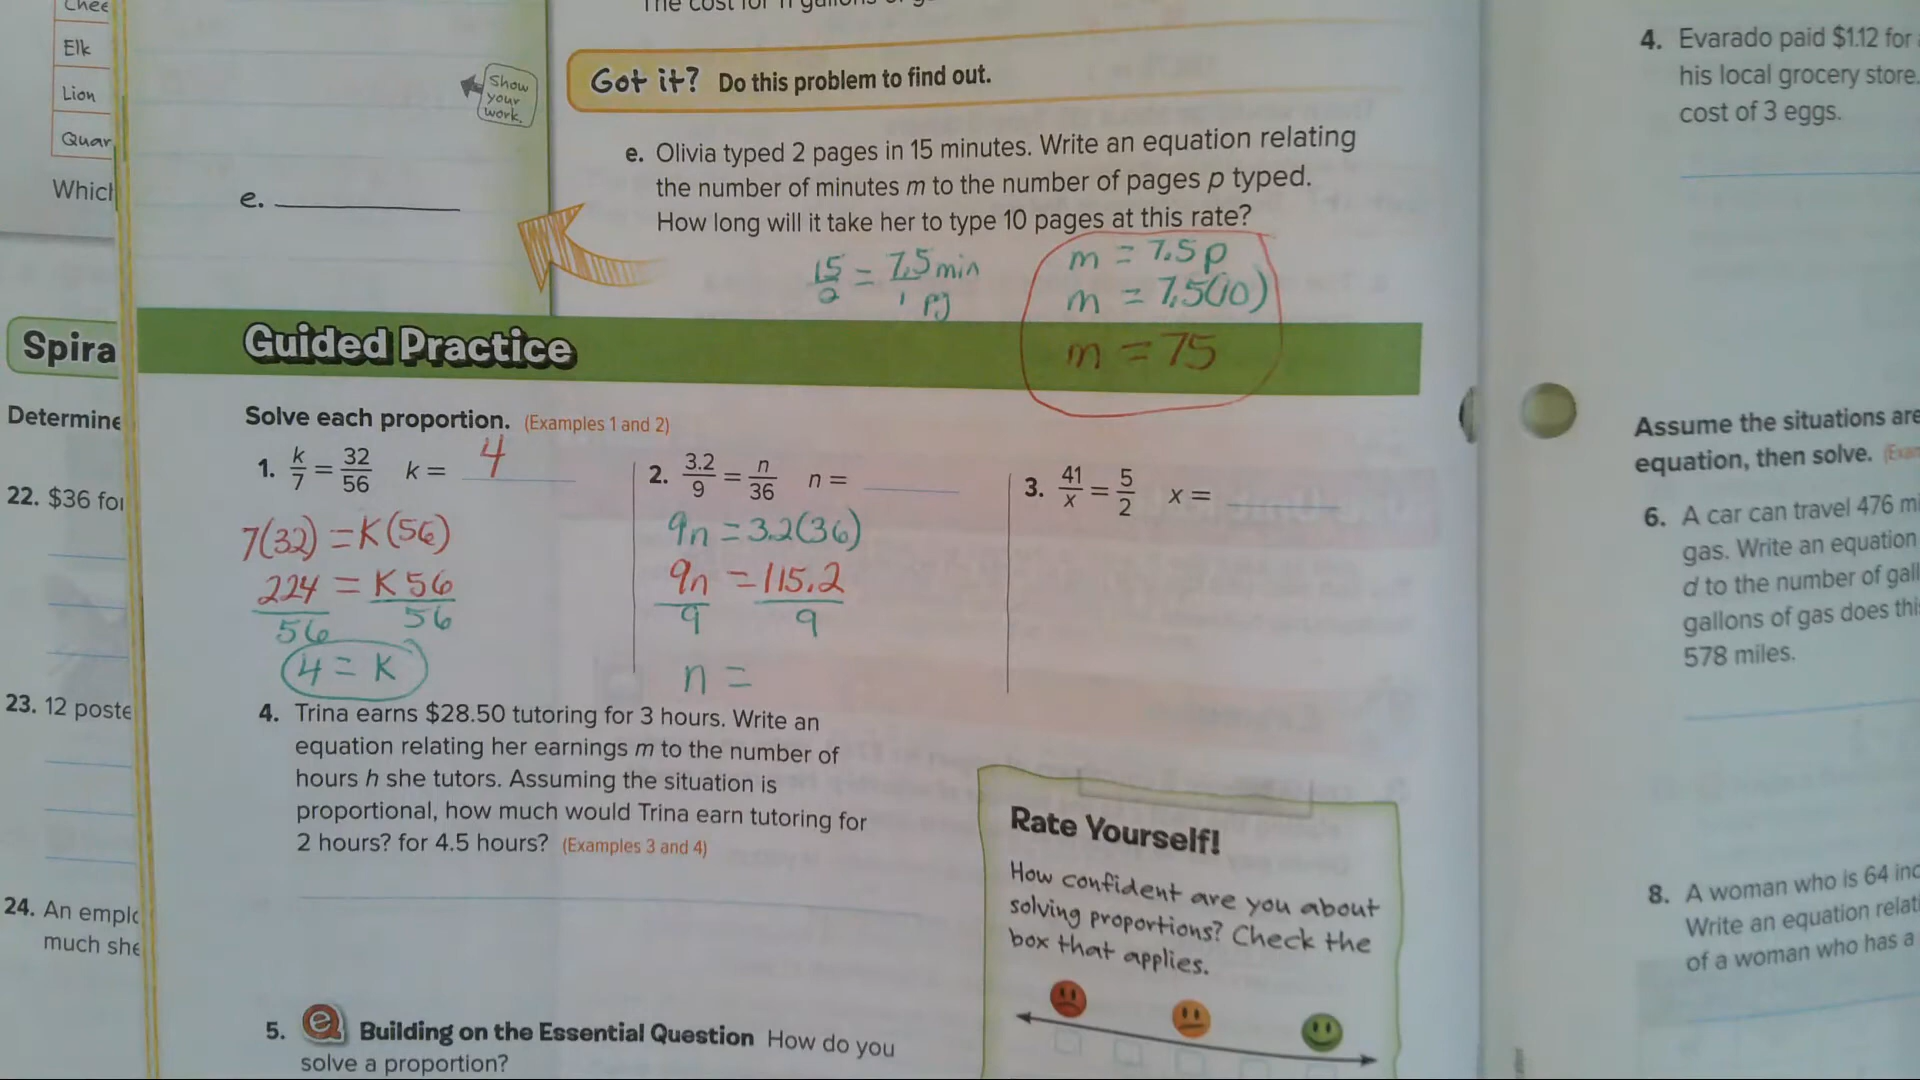 Elk
Lion
Which
Spira
Determine
22. $36 for
23. 12 poste
24. An emplo
much she
Show
your
work.
e.
The cost for n gallons of
Got it? Do this problem to find out.
e. Olivia typed 2 pages in 15 minutes. Write an equation relating
the number of minutes m to the number of pages p typed.
How long will it take her to type 10 pages at this rate?
15/2 = 7.5 min / 1 pg
m = 7.5p
m = 7.5(10)
m = 75
Guided Practice
Solve each proportion. (Examples 1 and 2)
1. k/7 = 32/56 k = 4
7(32) = K(56)
224 = K 56
56 56
4 = K
2. 3.2/9 = n/36 n =
9n = 3.2(36)
9n = 115.2
9 9
n =
3. 41/x = 5/2 x =
4. Trina earns $28.50 tutoring for 3 hours. Write an
equation relating her earnings m to the number of
hours h she tutors. Assuming the situation is
proportional, how much would Trina earn tutoring for
2 hours? for 4.5 hours? (Examples 3 and 4)
5. Building on the Essential Question How do you
solve a proportion?
Rate Yourself!
How confident are you about
solving proportions? Check the
box that applies.
4. Evarado paid $1.12 for
his local grocery store.
cost of 3 eggs.
Assume the situations are
equation, then solve.
6. A car can travel 476 mi
gas. Write an equation
d to the number of gall
gallons of gas does thi
578 miles.
8. A woman who is 64 inc
Write an equation relati
of a woman who has a